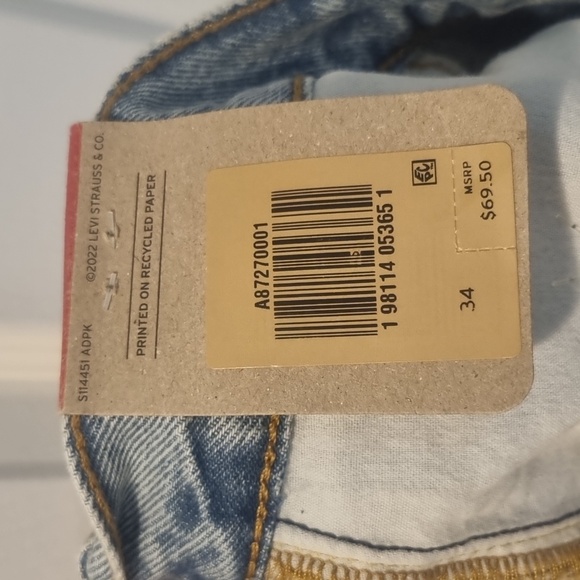 ©2022 LEVI STRAUSS & CO.
S114451 ADPK
PRINTED ON RECYCLED PAPER
A87270001
1 98114 05365 1
MSRP
$69.50
34